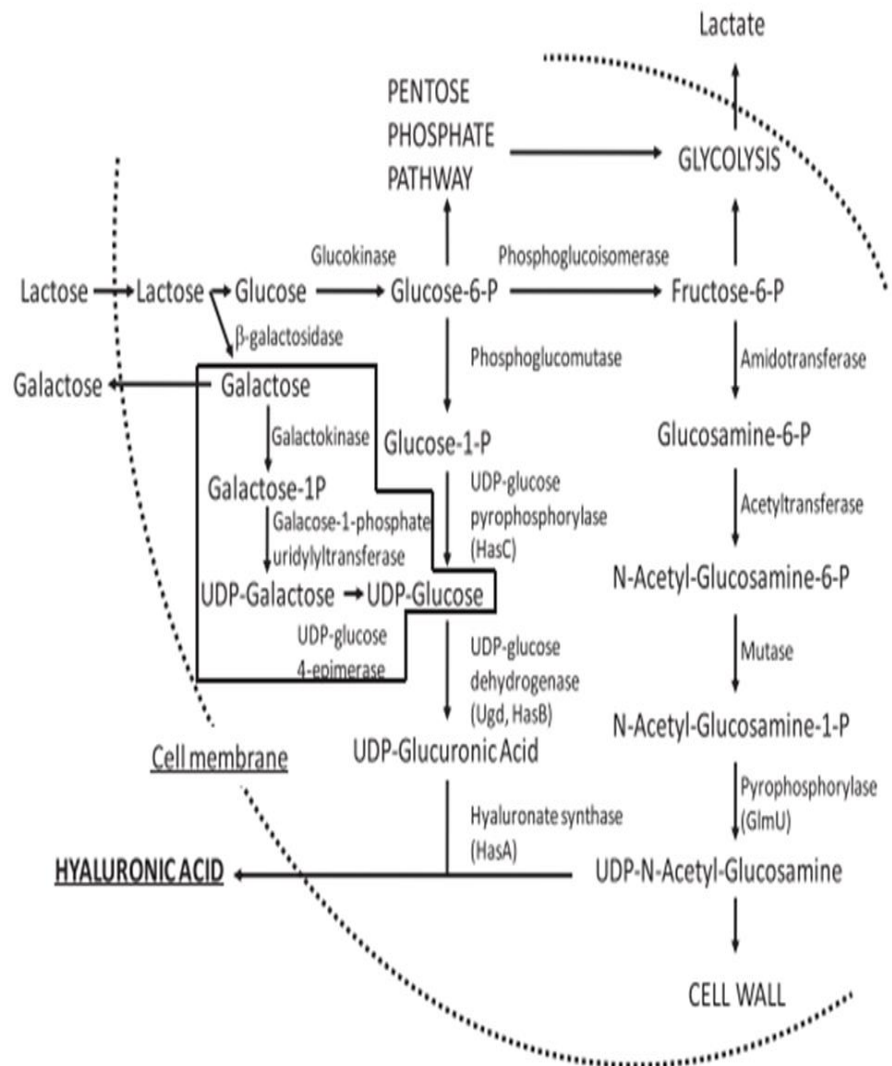 Lactate
PENTOSE
PHOSPHATE
PATHWAY
GLYCOLYSIS
Glucokinase
Phosphoglucoisomerase
Lactose
Lactose
Glucose
Glucose-6-P
Fructose-6-P
β-galactosidase
Phosphoglucomutase
Amidotransferase
Galactose
Galactose
Galactokinase
Glucose-1-P
Glucosamine-6-P
Galactose-1P
UDP-glucose
pyrophosphorylase
(HasC)
Acetyltransferase
Galacose-1-phosphate
uridylyltransferase
N-Acetyl-Glucosamine-6-P
UDP-Galactose
UDP-Glucose
UDP-glucose
4-epimerase
UDP-glucose
dehydrogenase
(Ugd, HasB)
Mutase
N-Acetyl-Glucosamine-1-P
Cell membrane
UDP-Glucuronic Acid
Pyrophosphorylase
(GlmU)
Hyaluronate synthase
(HasA)
HYALURONIC ACID
UDP-N-Acetyl-Glucosamine
CELL WALL